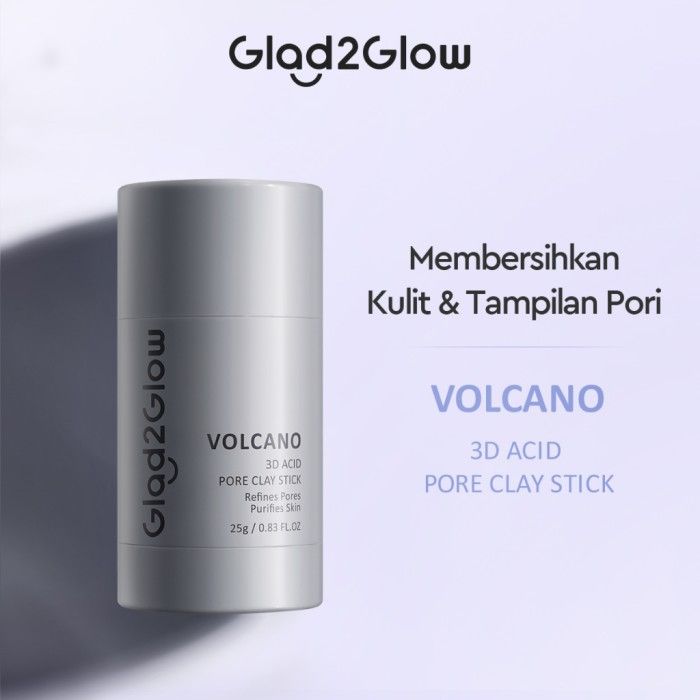 Glad2Glow
Membersihkan
Kulit & Tampilan Pori
VOLCANO
3D ACID
PORE CLAY STICK
Glad2Glow
VOLCANO
3D ACID
PORE CLAY STICK
Refines Pores
Purifies Skin
25g / 0.83 FL.OZ